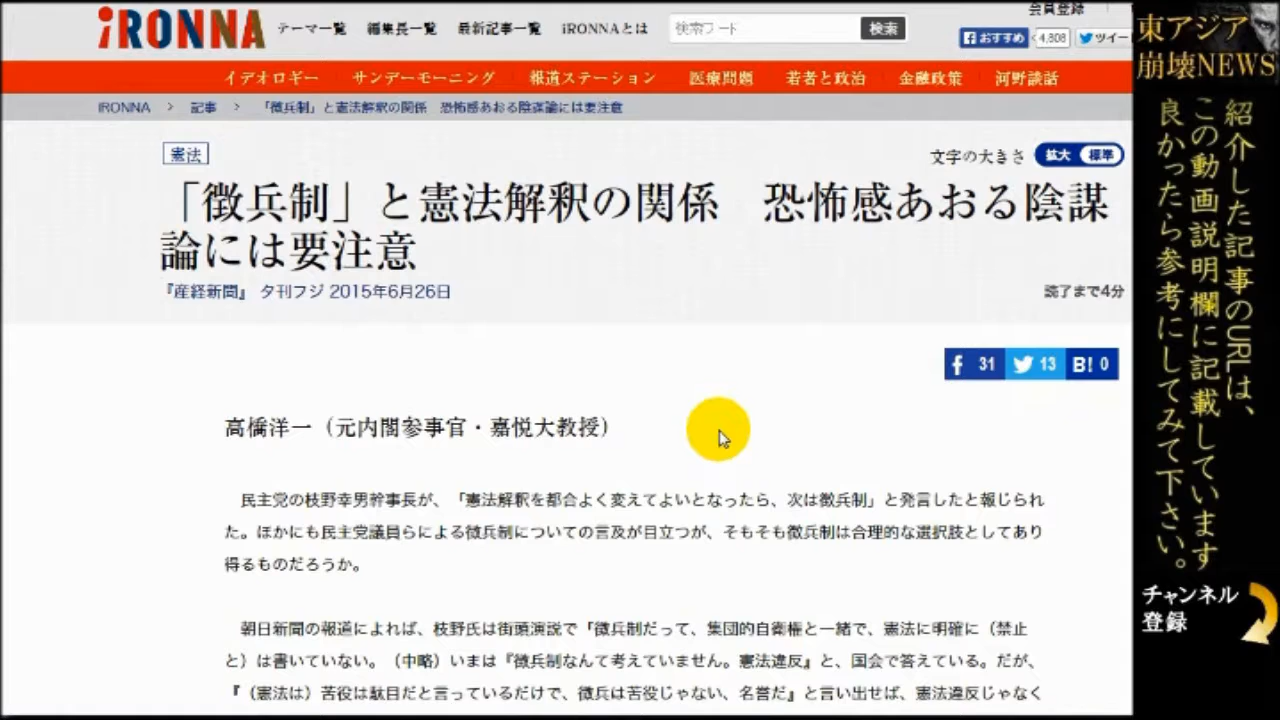 iRONNA
テーマ一覧 編集長一覧 最新記事一覧 iRONNAとは
検索ワード 検索
会員登録
おすすめ 4,808 ツイー
イデオロギー サンデーモーニング 報道ステーション 医療問題 若者と政治 金融政策 河野談話
iRONNA > 記事 > 「徴兵制」と憲法解釈の関係 恐怖感あおる陰謀論には要注意
憲法
文字の大きさ 拡大 標準
「徴兵制」と憲法解釈の関係 恐怖感あおる陰謀
論には要注意
『産経新聞』 夕刊フジ 2015年6月26日
読了まで4分
31 13 B! 0
高橋洋一（元内閣参事官・嘉悦大教授）
民主党の枝野幸男幹事長が、「憲法解釈を都合よく変えてよいとなったら、次は徴兵制」と発言したと報じられ
た。ほかにも民主党議員らによる徴兵制についての言及が目立つが、そもそも徴兵制は合理的な選択肢としてあり
得るものだろうか。
朝日新聞の報道によれば、枝野氏は街頭演説で「徴兵制だって、集団的自衛権と一緒で、憲法に明確に（禁止
と）は書いていない。（中略）いまは『徴兵制なんて考えていません。憲法違反』と、国会で答えている。だが、
『（憲法は）苦役は駄目だと言っているだけで、徴兵は苦役じゃない、名誉だ』と言い出せば、憲法違反じゃなく
東アジア
崩壊NEWS
紹介した記事のURLは、
この動画説明欄に記載しています
良かったら参考にしてみて下さい。
チャンネル
登録